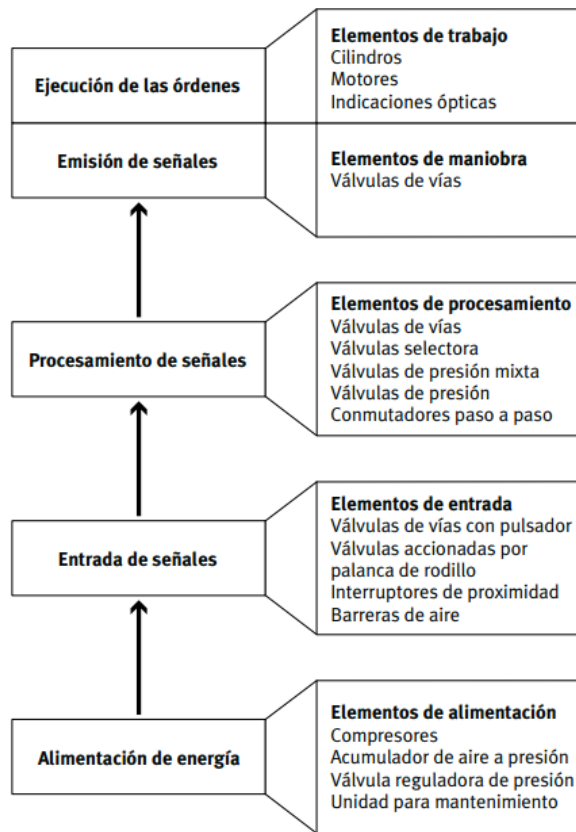 Ejecución de las órdenes
Elementos de trabajo
Cilindros
Motores
Indicaciones ópticas
Emisión de señales
Elementos de maniobra
Válvulas de vías
Procesamiento de señales
Elementos de procesamiento
Válvulas de vías
Válvulas selectora
Válvulas de presión mixta
Válvulas de presión
Conmutadores paso a paso
Entrada de señales
Elementos de entrada
Válvulas de vías con pulsador
Válvulas accionadas por
palanca de rodillo
Interruptores de proximidad
Barreras de aire
Alimentación de energía
Elementos de alimentación
Compresores
Acumulador de aire a presión
Válvula reguladora de presión
Unidad para mantenimiento